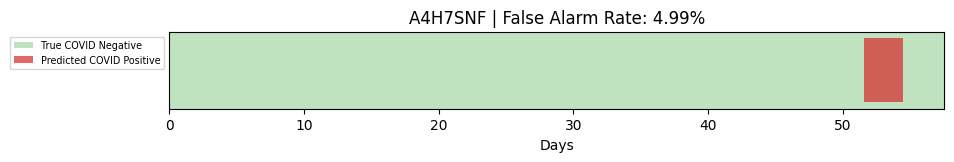 A4H7SNF | False Alarm Rate: 4.99%
True COVID Negative
Predicted COVID Positive
0 10 20 30 40 50
Days